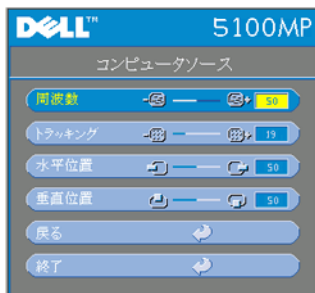 DELL™ 5100MP
コンピュータソース
周波数 50
トラッキング 19
水平位置 50
垂直位置 50
戻る
終了